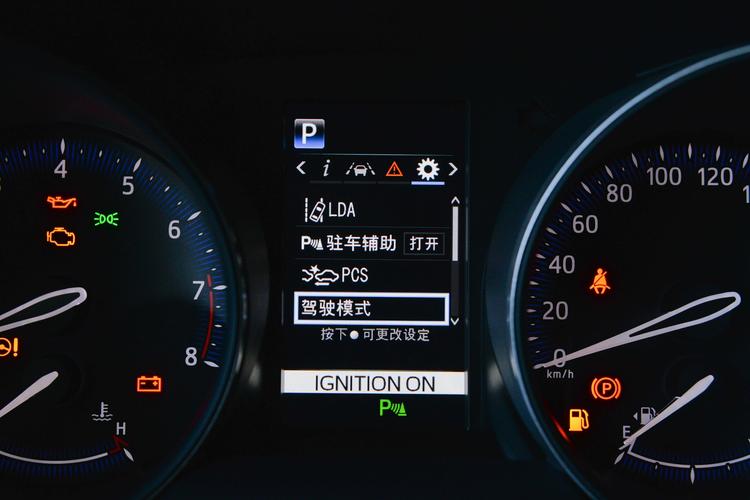 P
i
LDA
P 驻车辅助 打开
PCS
驾驶模式
按下●可更改设定
IGNITION ON
P
4
5
6
7
8
H
0
20
40
60
80
100
120
km/h
P
E